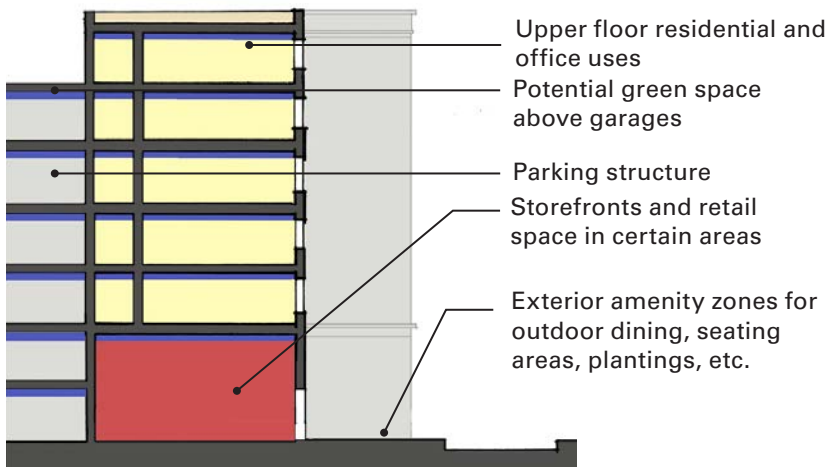 Upper floor residential and
office uses
Potential green space
above garages
Parking structure
Storefronts and retail
space in certain areas
Exterior amenity zones for
outdoor dining, seating
areas, plantings, etc.